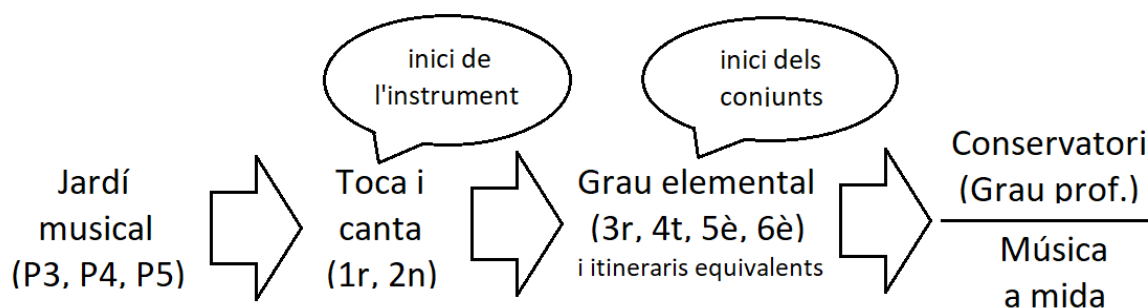 inici de
l'instrument
inici dels
conjunts
Jardí
musical
(P3, P4, P5)
Toca i
canta
(1r, 2n)
Grau elemental
(3r, 4t, 5è, 6è)
i itineraris equivalents
Conservatori
(Grau prof.)
Música
a mida